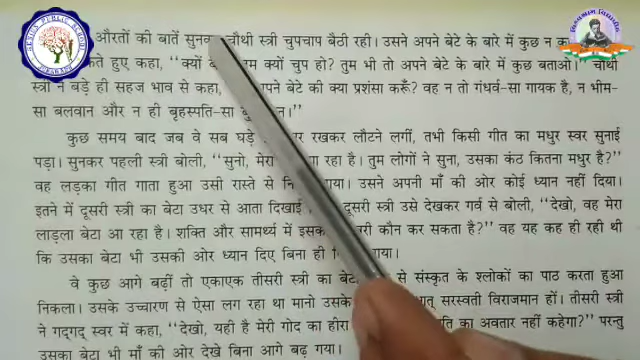 औरतों की बातें चौथी स्त्री चुपचाप बैठी रही। उसने अपने बेटे के बारे में कुछ न
हुए कहा, “क्यों क्यों चुप हो? तुम भी तो अपने बेटे के बारे में कुछ बताओ।” चौथी
स्त्री ने बड़े ही सहज भाव से कहा, बेटे की क्या प्रशंसा करूँ? वह न तो गंधर्व-सा गायक है, न भीम-
सा बलवान और न ही बृहस्पति-सा
कुछ समय बाद जब वे सब घड़े रखकर लौटने लगीं, तभी किसी गीत का मधुर स्वर सुनाई
पड़ा। सुनकर पहली स्त्री बोली, “सुनो, मेरा रहा है। तुम लोगों ने सुना, उसका कंठ कितना मधुर है?”
वह लड़का गीत गाता हुआ उसी रास्ते से गया। उसने अपनी माँ की ओर कोई ध्यान नहीं दिया।
इतने में दूसरी स्त्री का बेटा उधर से आता दिखाई दूसरी स्त्री उसे देखकर गर्व से बोली, “देखो, वह मेरा
लाड़ला बेटा आ रहा है। शक्ति और सामर्थ्य में कौन कर सकता है?” वह यह कह ही रही थी
कि उसका बेटा भी उसकी ओर ध्यान दिए बिना ही गया।
वे कुछ आगे बढ़ीं तो एकाएक तीसरी स्त्री का से संस्कृत के श्लोकों का पाठ करता हुआ
निकला। उसके उच्चारण से ऐसा लग रहा था मानो उसके सरस्वती विराजमान हों। तीसरी स्त्री
ने गद्गद् स्वर में कहा, “देखो, यही है मेरी गोद का हीरा का अवतार नहीं कहेगा?” परन्तु
उसका बेटा भी माँ की ओर देखे बिना आगे बढ़ गया।